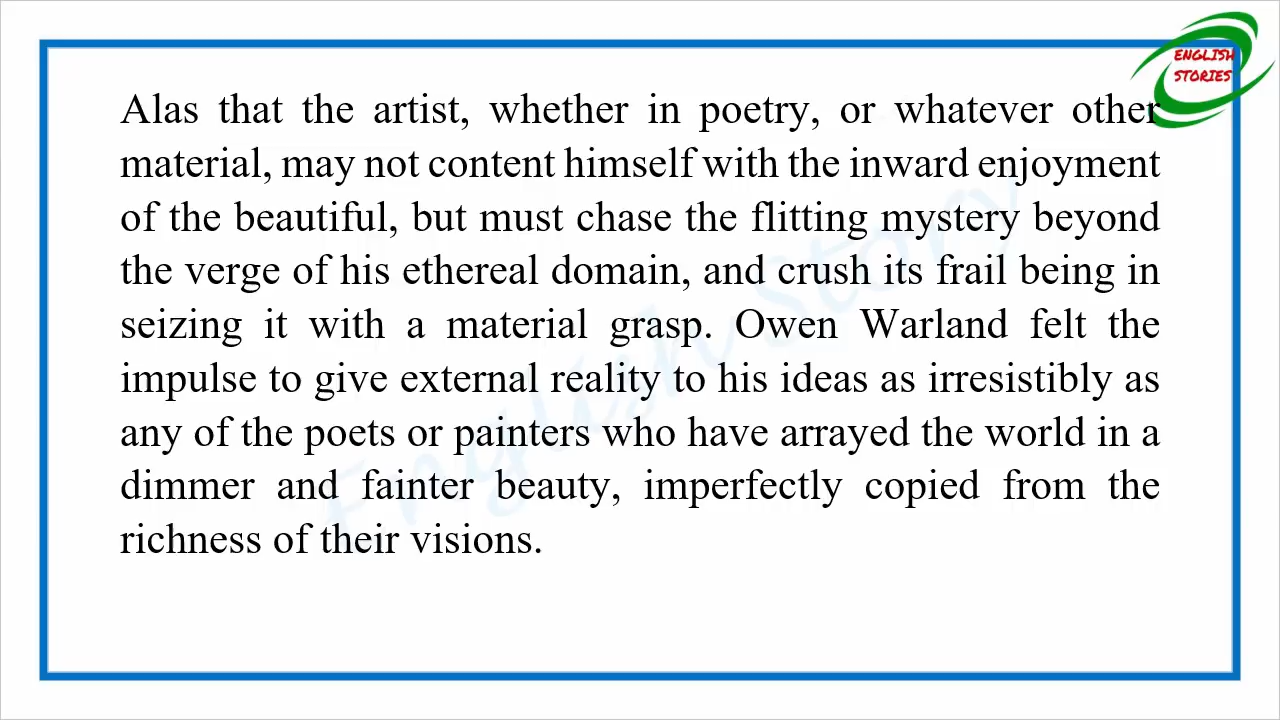 ENGLISH
STORIES
Alas that the artist, whether in poetry, or whatever other
material, may not content himself with the inward enjoyment
of the beautiful, but must chase the flitting mystery beyond
the verge of his ethereal domain, and crush its frail being in
seizing it with a material grasp. Owen Warland felt the
impulse to give external reality to his ideas as irresistibly as
any of the poets or painters who have arrayed the world in a
dimmer and fainter beauty, imperfectly copied from the
richness of their visions.
English Story